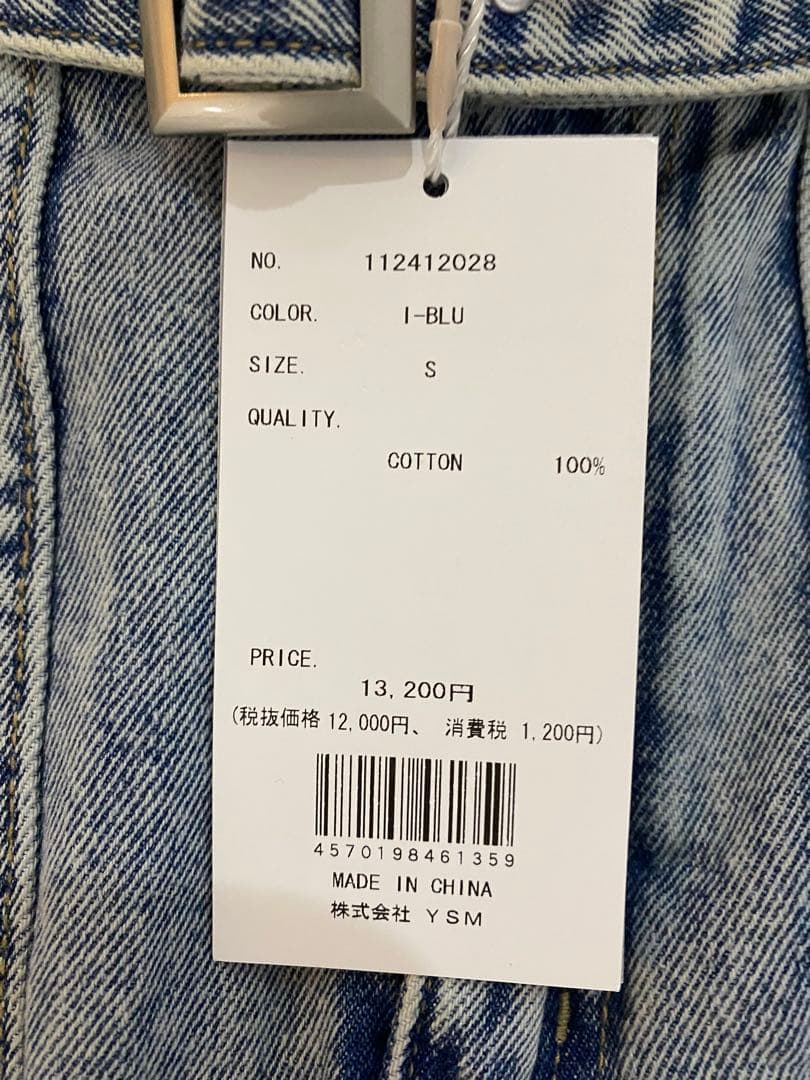 NO. 112412028
COLOR. I-BLU
SIZE. S
QUALITY.
COTTON 100%
PRICE.
13,200円
(税抜価格 12,000円、 消費税 1,200円)
4570198461359
MADE IN CHINA
株式会社 YSM